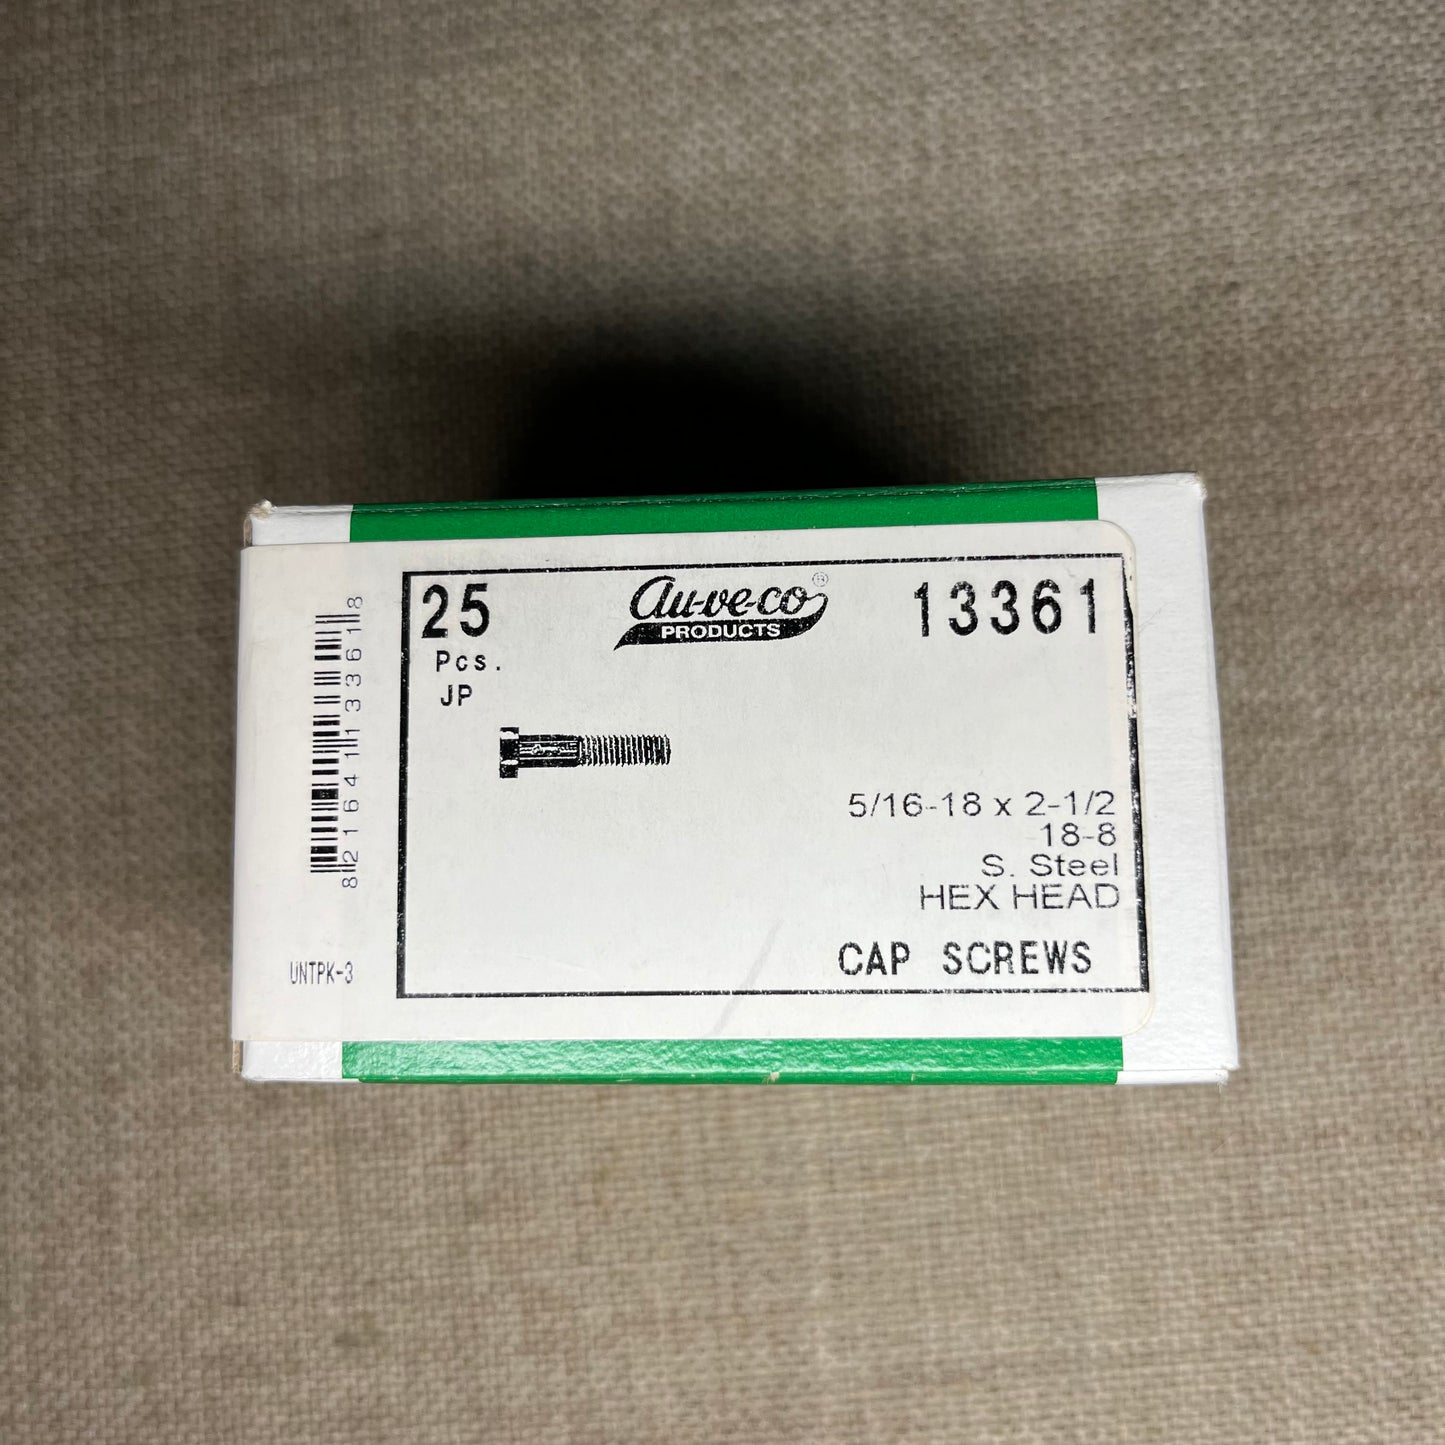 25
Pcs.
JP
au-ve-co®
PRODUCTS
13361
5/16-18 x 2-1/2
18-8
S. Steel
HEX HEAD
CAP SCREWS
8 21641 13361 8
UNTPK-3